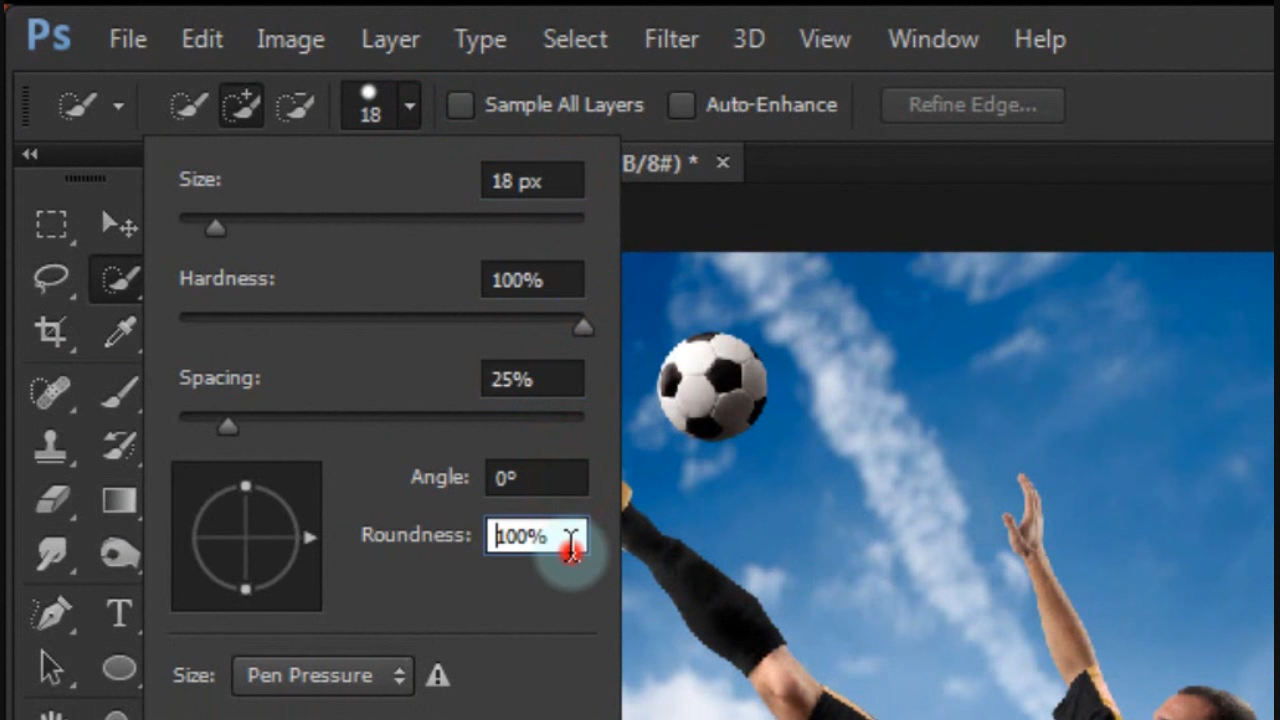 Ps File Edit Image Layer Type Select Filter 3D View Window Help
18 Sample All Layers Auto-Enhance Refine Edge...
B/8#) * ×
Size: 18 px
Hardness: 100%
Spacing: 25%
Angle: 0º
Roundness: 100%
T
Size: Pen Pressure